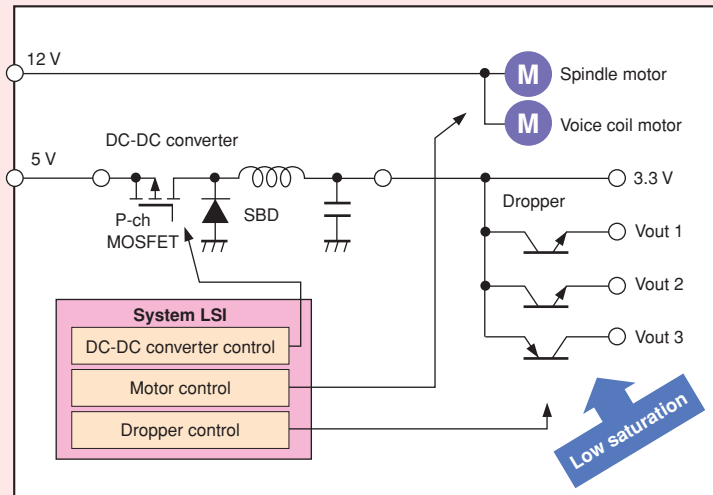 12 V
M
Spindle motor
M
Voice coil motor
DC-DC converter
5 V
3.3 V
P-ch
MOSFET
SBD
Dropper
Vout 1
Vout 2
Vout 3
System LSI
DC-DC converter control
Motor control
Dropper control
Low saturation